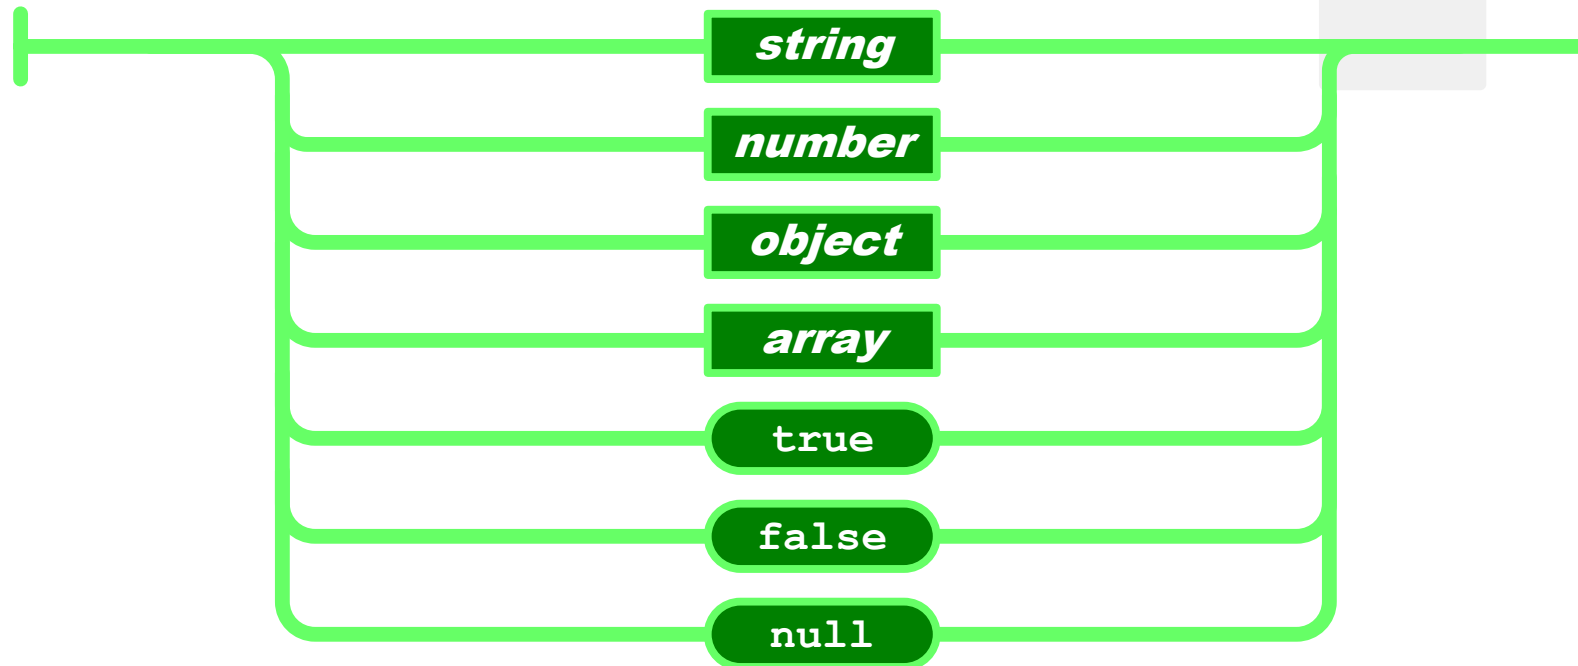 string
number
object
array
true
false
null